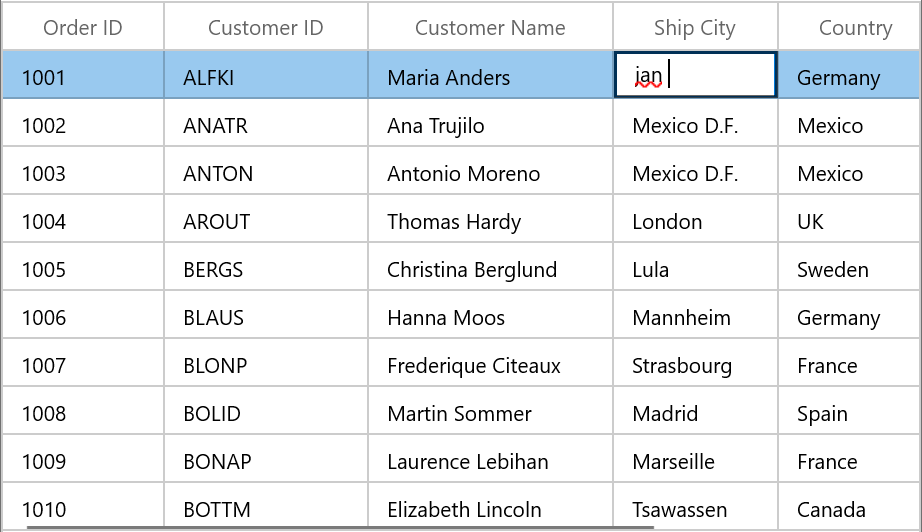 Order ID Customer ID Customer Name Ship City Country
1001 ALFKI Maria Anders jan Germany
1002 ANATR Ana Trujilo Mexico D.F. Mexico
1003 ANTON Antonio Moreno Mexico D.F. Mexico
1004 AROUT Thomas Hardy London UK
1005 BERGS Christina Berglund Lula Sweden
1006 BLAUS Hanna Moos Mannheim Germany
1007 BLONP Frederique Citeaux Strasbourg France
1008 BOLID Martin Sommer Madrid Spain
1009 BONAP Laurence Lebihan Marseille France
1010 BOTTM Elizabeth Lincoln Tsawassen Canada